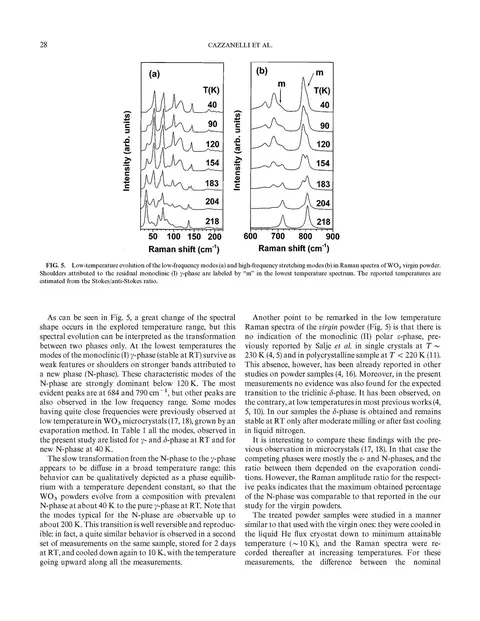 28
CAZZANELLI ET AL.
(a)
T(K)
40
90
120
154
183
204
218
Intensity (arb. units)
50 100 150 200
Raman shift (cm⁻¹)
(b)
m
m
T(K)
40
90
120
154
183
204
218
Intensity (arb. units)
600 700 800 900
Raman shift (cm⁻¹)
FIG. 5. Low-temperature evolution of the low-frequency modes (a) and high-frequency stretching modes (b) in Raman spectra of WO₃ virgin powder.
Shoulders attributed to the residual monoclinic (I) γ-phase are labeled by "m" in the lowest temperature spectrum. The reported temperatures are
estimated from the Stokes/anti-Stokes ratio.
As can be seen in Fig. 5, a great change of the spectral
shape occurs in the explored temperature range, but this
spectral evolution can be interpreted as the transformation
between two phases only. At the lowest temperatures the
modes of the monoclinic (I) γ-phase (stable at RT) survive as
weak features or shoulders on stronger bands attributed to
a new phase (N-phase). These characteristic modes of the
N-phase are strongly dominant below 120 K. The most
evident peaks are at 684 and 790 cm⁻¹, but other peaks are
also observed in the low frequency range. Some modes
having quite close frequencies were previously observed at
low temperature in WO₃ microcrystals (17, 18), grown by an
evaporation method. In Table 1 all the modes, observed in
the present study are listed for γ- and δ-phase at RT and for
new N-phase at 40 K.
The slow transformation from the N-phase to the γ-phase
appears to be diffuse in a broad temperature range: this
behavior can be qualitatively depicted as a phase equilib-
rium with a temperature dependent constant, so that the
WO₃ powders evolve from a composition with prevalent
N-phase at about 40 K to the pure γ-phase at RT. Note that
the modes typical for the N-phase are observable up to
about 200 K. This transition is well reversible and reproduc-
ible: in fact, a quite similar behavior is observed in a second
set of measurements on the same sample, stored for 2 days
at RT, and cooled down again to 10 K, with the temperature
going upward along all the measurements.
Another point to be remarked in the low temperature
Raman spectra of the virgin powder (Fig. 5) is that there is
no indication of the monoclinic (II) polar ε-phase, pre-
viously reported by Salje et al. in single crystals at T ~
230 K (4, 5) and in polycrystalline sample at T < 220 K (11).
This absence, however, has been already reported in other
studies on powder samples (4, 16). Moreover, in the present
measurements no evidence was also found for the expected
transition to the triclinic δ-phase. It has been observed, on
the contrary, at low temperatures in most previous works (4,
5, 10). In our samples the δ-phase is obtained and remains
stable at RT only after moderate milling or after fast cooling
in liquid nitrogen.
It is interesting to compare these findings with the pre-
vious observation in microcrystals (17, 18). In that case the
competing phases were mostly the ε- and N-phases, and the
ratio between them depended on the evaporation condi-
tions. However, the Raman amplitude ratio for the respect-
ive peaks indicates that the maximum obtained percentage
of the N-phase was comparable to that reported in the our
study for the virgin powders.
The treated powder samples were studied in a manner
similar to that used with the virgin ones: they were cooled in
the liquid He flux cryostat down to minimum attainable
temperature (~10 K), and the Raman spectra were re-
corded thereafter at increasing temperatures. For these
measurements, the difference between the nominal